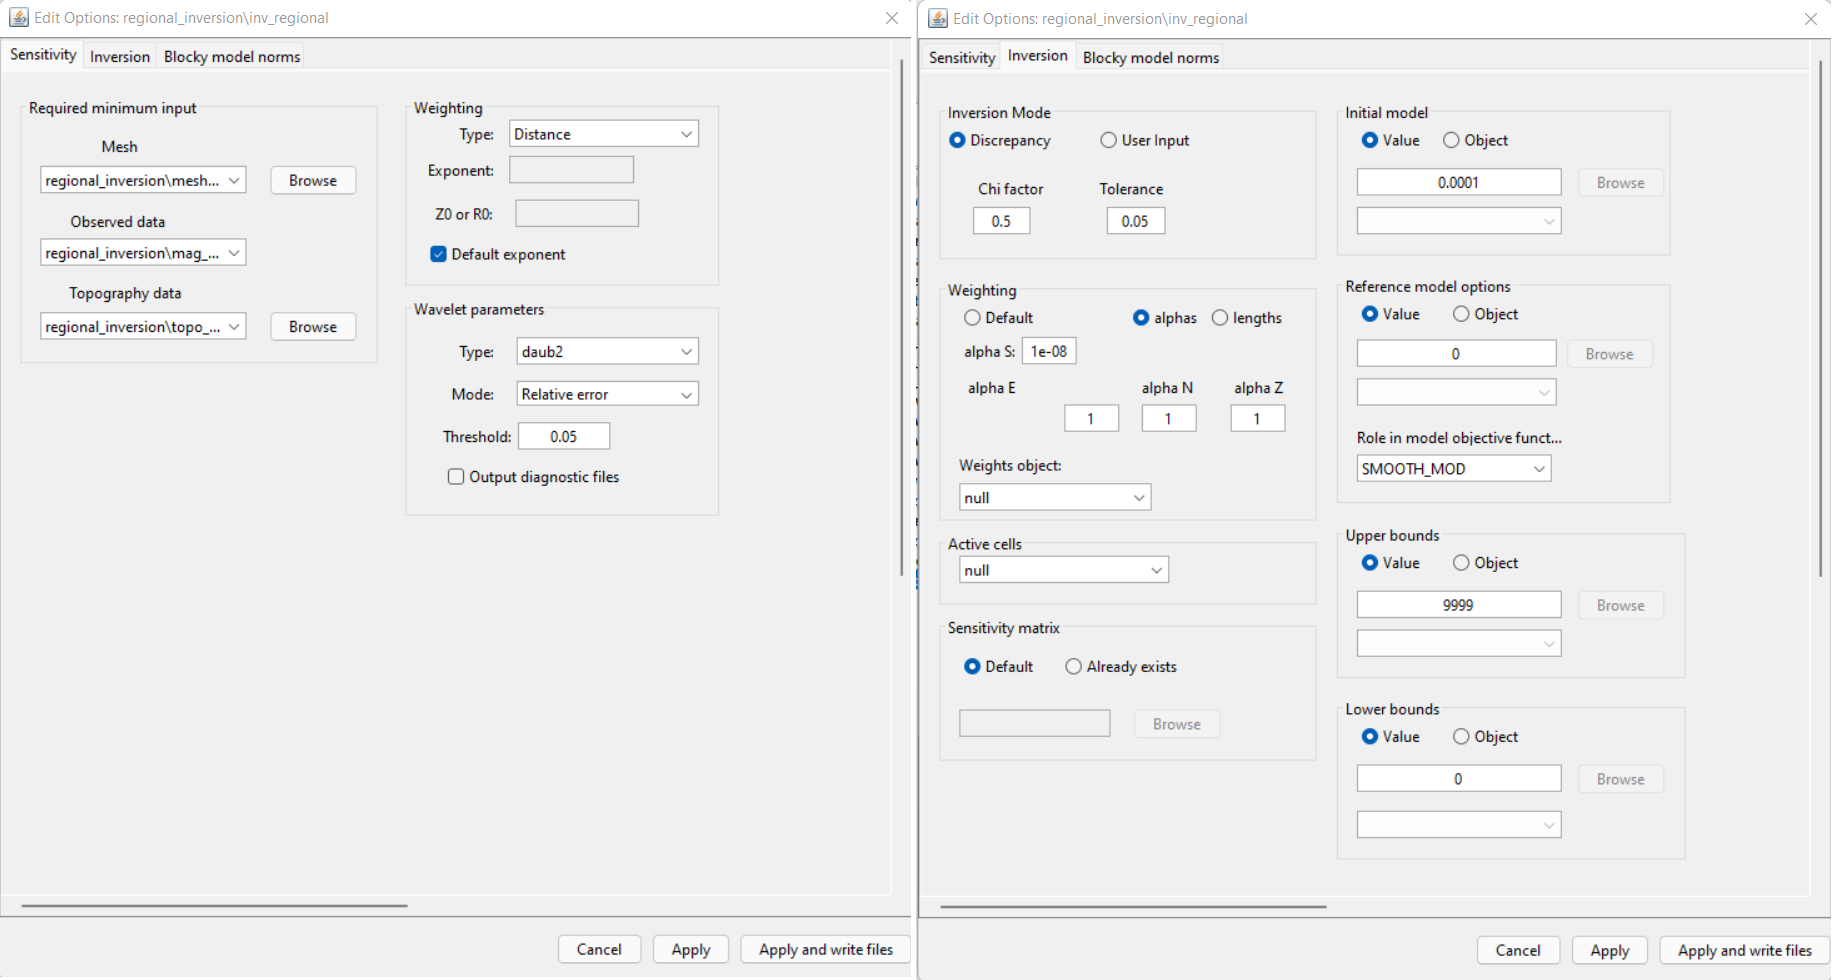 Edit Options: regional_inversion\inv_regional
Sensitivity Inversion Blocky model norms
Required minimum input
Mesh
regional_inversion\mesh... Browse
Observed data
regional_inversion\mag_...
Topography data
regional_inversion\topo_... Browse
Weighting
Type: Distance
Exponent:
Z0 or R0:
Default exponent
Wavelet parameters
Type: daub2
Mode: Relative error
Threshold: 0.05
Output diagnostic files
Cancel Apply Apply and write files
Edit Options: regional_inversion\inv_regional
Sensitivity Inversion Blocky model norms
Inversion Mode
Discrepancy User Input
Chi factor Tolerance
0.5 0.05
Weighting
Default alphas lengths
alpha S: 1e-08
alpha E alpha N alpha Z
1 1 1
Weights object:
null
Active cells
null
Sensitivity matrix
Default Already exists
Browse
Initial model
Value Object
0.0001 Browse
Reference model options
Value Object
0 Browse
Role in model objective funct...
SMOOTH_MOD
Upper bounds
Value Object
9999 Browse
Lower bounds
Value Object
0 Browse
Cancel Apply Apply and write files